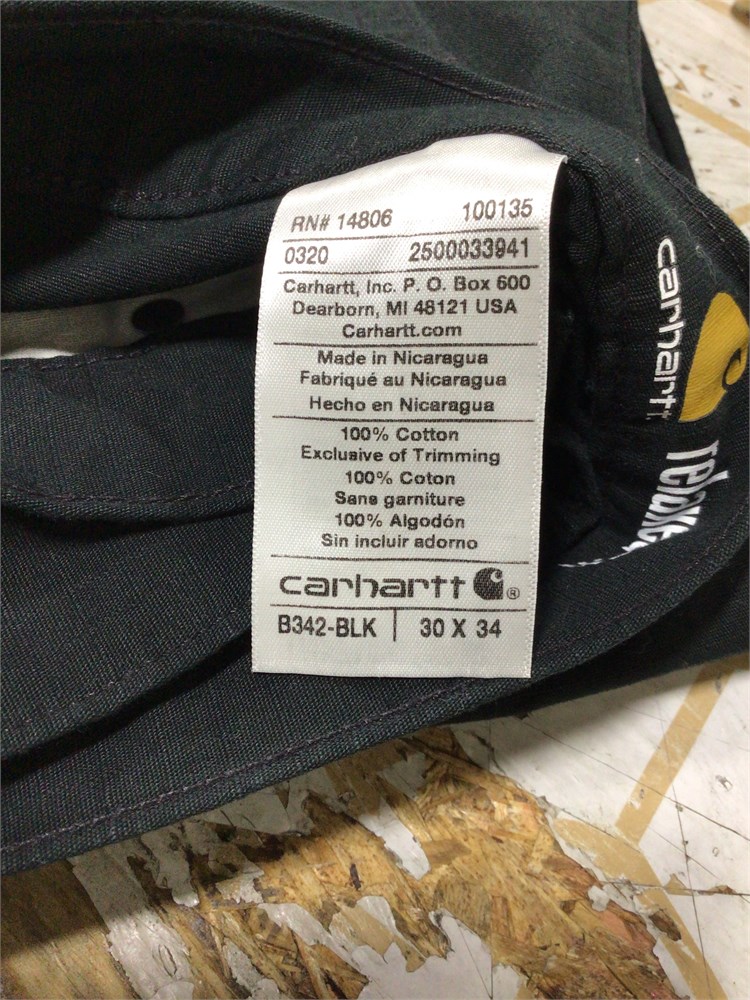 RN# 14806 100135
0320 2500033941
Carhartt, Inc. P. O. Box 600
Dearborn, MI 48121 USA
Carhartt.com
Made in Nicaragua
Fabriqué au Nicaragua
Hecho en Nicaragua
100% Cotton
Exclusive of Trimming
100% Coton
Sans garniture
100% Algodón
Sin incluir adorno
carhartt ®
B342-BLK | 30 X 34
carhartt